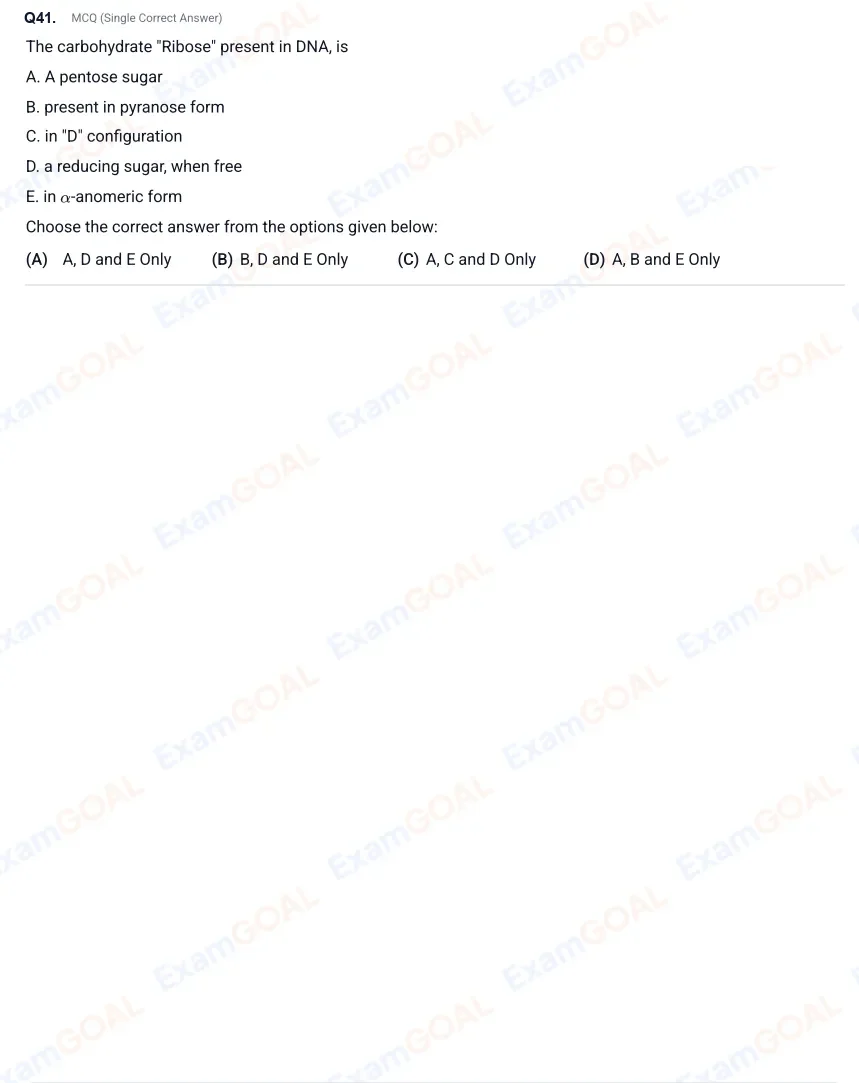 Q41. MCQ (Single Correct Answer)
The carbohydrate "Ribose" present in DNA, is
A. A pentose sugar
B. present in pyranose form
C. in "D" configuration
D. a reducing sugar, when free
E. in α-anomeric form
Choose the correct answer from the options given below:
(A) A, D and E Only (B) B, D and E Only (C) A, C and D Only (D) A, B and E Only
ExamGOAL